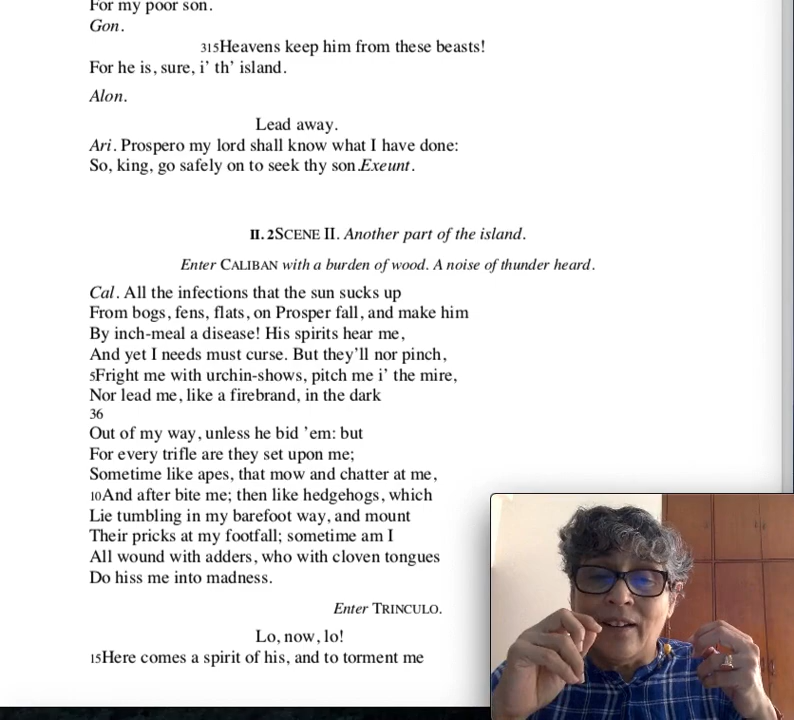 For my poor son.
Gon.
315Heavens keep him from these beasts!
For he is, sure, i’ th’ island.
Alon.
Lead away.
Ari. Prospero my lord shall know what I have done:
So, king, go safely on to seek thy son.Exeunt.
II. 2SCENE II. Another part of the island.
Enter CALIBAN with a burden of wood. A noise of thunder heard.
Cal. All the infections that the sun sucks up
From bogs, fens, flats, on Prosper fall, and make him
By inch-meal a disease! His spirits hear me,
And yet I needs must curse. But they’ll nor pinch,
5Fright me with urchin-shows, pitch me i’ the mire,
Nor lead me, like a firebrand, in the dark
36
Out of my way, unless he bid ’em: but
For every trifle are they set upon me;
Sometime like apes, that mow and chatter at me,
10And after bite me; then like hedgehogs, which
Lie tumbling in my barefoot way, and mount
Their pricks at my footfall; sometime am I
All wound with adders, who with cloven tongues
Do hiss me into madness.
Enter TRINCULO.
Lo, now, lo!
15Here comes a spirit of his, and to torment me